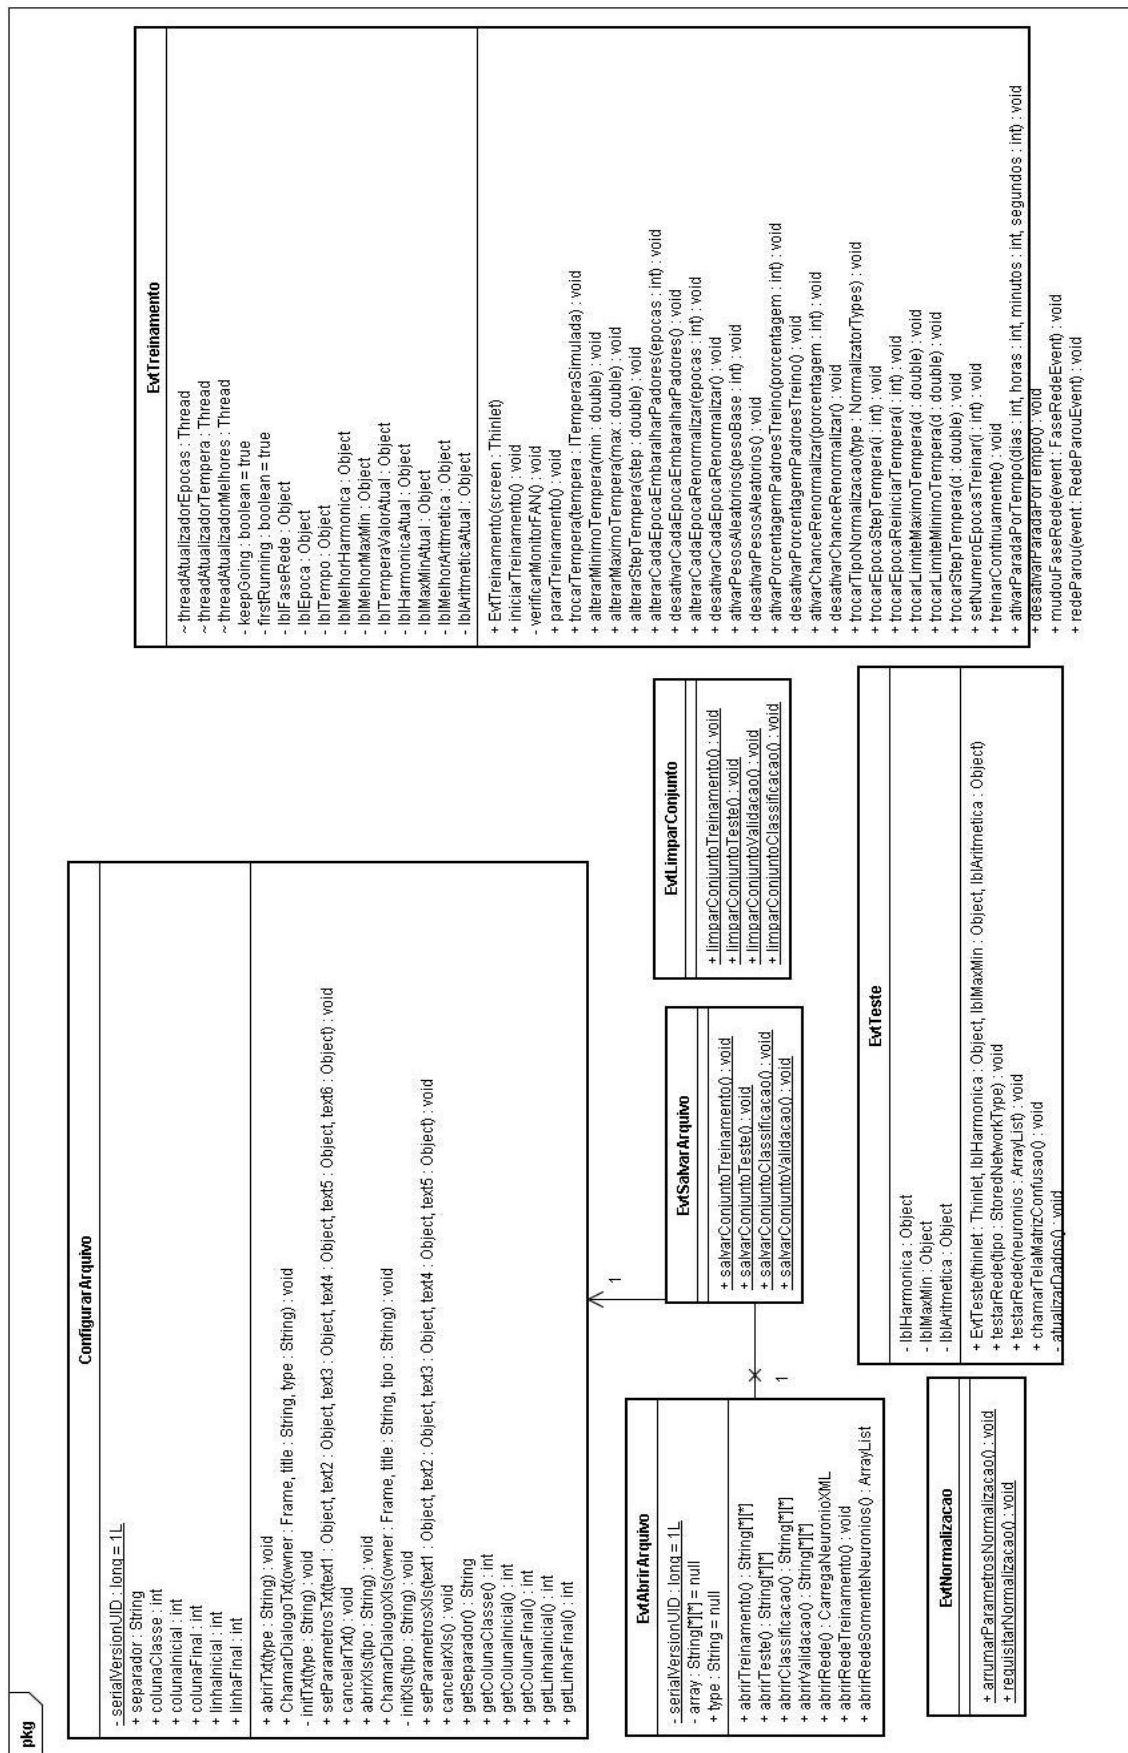 pkg
ConfigurarArquivo
- serialVersionUID : long = 1L
+ separador : String
+ colunaClasse : int
+ colunaInicial : int
+ colunaFinal : int
+ linhaInicial : int
+ linhaFinal : int
+ abrirTxt(type : String) : void
+ ChamarDialogoTxt(owner : Frame, title : String, type : String) : void
- initTxt(type : String) : void
+ setParametrosTxt(text1 : Object, text2 : Object, text3 : Object, text4 : Object, text5 : Object, text6 : Object) : void
+ cancelarTxt() : void
+ abrirXls(tipo : String) : void
+ ChamarDialogoXls(owner : Frame, title : String, tipo : String) : void
- initXls(tipo : String) : void
+ setParametrosXls(text1 : Object, text2 : Object, text3 : Object, text4 : Object, text5 : Object) : void
+ cancelarXls() : void
+ getSeparador() : String
+ getColunaClasse() : int
+ getColunaInicial() : int
+ getColunaFinal() : int
+ getLinhaInicial() : int
+ getLinhaFinal() : int
EvtTreinamento
~ threadAtualizadorEpocas : Thread
~ threadAtualizadorTempera : Thread
~ threadAtualizadorMelhores : Thread
- keepGoing : boolean = true
- firstRunning : boolean = true
- lblFaseRede : Object
- lblEpoca : Object
- lblTempo : Object
- lblMelhorHarmonica : Object
- lblMelhorMaxMin : Object
- lblTemperaValorAtual : Object
- lblHarmonicaAtual : Object
- lblMaxMinAtual : Object
- lblMelhorAritmetica : Object
- lblAritmeticaAtual : Object
+ EvtTreinamento(screen : Thinlet)
+ iniciarTreinamento() : void
- verificarMonitorFAN() : void
+ pararTreinamento() : void
+ trocarTempera(tempera : ITemperaSimulada) : void
+ alterarMinimoTempera(min : double) : void
+ alterarMaximoTempera(max : double) : void
+ alterarStepTempera(step : double) : void
+ alterarCadaEpocaEmbaralharPadores(epocas : int) : void
+ desativarCadaEpocaEmbaralharPadores() : void
+ alterarCadaEpocaRenormalizar(epocas : int) : void
+ desativarCadaEpocaRenormalizar() : void
+ ativarPesosAleatorios(pesoBase : int) : void
+ desativarPesosAleatorios() : void
+ ativarPorcentagemPadroesTreino(porcentagem : int) : void
+ desativarPorcentagemPadroesTreino() : void
+ ativarChanceRenormalizar(porcentagem : int) : void
+ desativarChanceRenormalizar() : void
+ trocarTipoNormalizacao(type : NormalizatorTypes) : void
+ trocarEpocaStepTempera(i : int) : void
+ trocarEpocaReiniciarTempera(i : int) : void
+ trocarLimiteMaximoTempera(d : double) : void
+ trocarLimiteMinimoTempera(d : double) : void
+ trocarStepTempera(d : double) : void
+ setNumeroEpocasTreinar(i : int) : void
+ treinarContinuamente() : void
+ ativarParadaPorTempo(dias : int, horas : int, minutos : int, segundos : int) : void
+ desativarParadaPorTempo() : void
+ mudouFaseRede(event : FaseRedeEvent) : void
+ redeParou(event : RedeParouEvent) : void
1
EvtAbrirArquivo
- serialVersionUID : long = 1L
- array : String[*][*] = null
+ type : String = null
+ abrirTreinamento() : String[*][*]
+ abrirTeste() : String[*][*]
+ abrirClassificacao() : String[*][*]
+ abrirValidacao() : String[*][*]
+ abrirRede() : CarregaNeuronioXML
+ abrirRedeTreinamento() : void
+ abrirRedeSomenteNeuronios() : ArrayList
1
EvtSalvarArquivo
+ salvarConjuntoTreinamento() : void
+ salvarConjuntoTeste() : void
+ salvarConjuntoClassificacao() : void
+ salvarConjuntoValidacao() : void
EvtLimparConjunto
+ limparConjuntoTreinamento() : void
+ limparConjuntoTeste() : void
+ limparConjuntoValidacao() : void
+ limparConjuntoClassificacao() : void
EvtNormalizacao
+ arrumarParametrosNormalizacao() : void
+ requisitarNormalizacao() : void
EvtTeste
- lblHarmonica : Object
- lblMaxMin : Object
- lblAritmetica : Object
+ EvtTeste(thinlet : Thinlet, lblHarmonica : Object, lblMaxMin : Object, lblAritmetica : Object)
+ testarRede(tipo : StoredNetworkType) : void
+ testarRede(neuronios : ArrayList) : void
+ chamarTelaMatrizConfusao() : void
- atualizarDados() : void